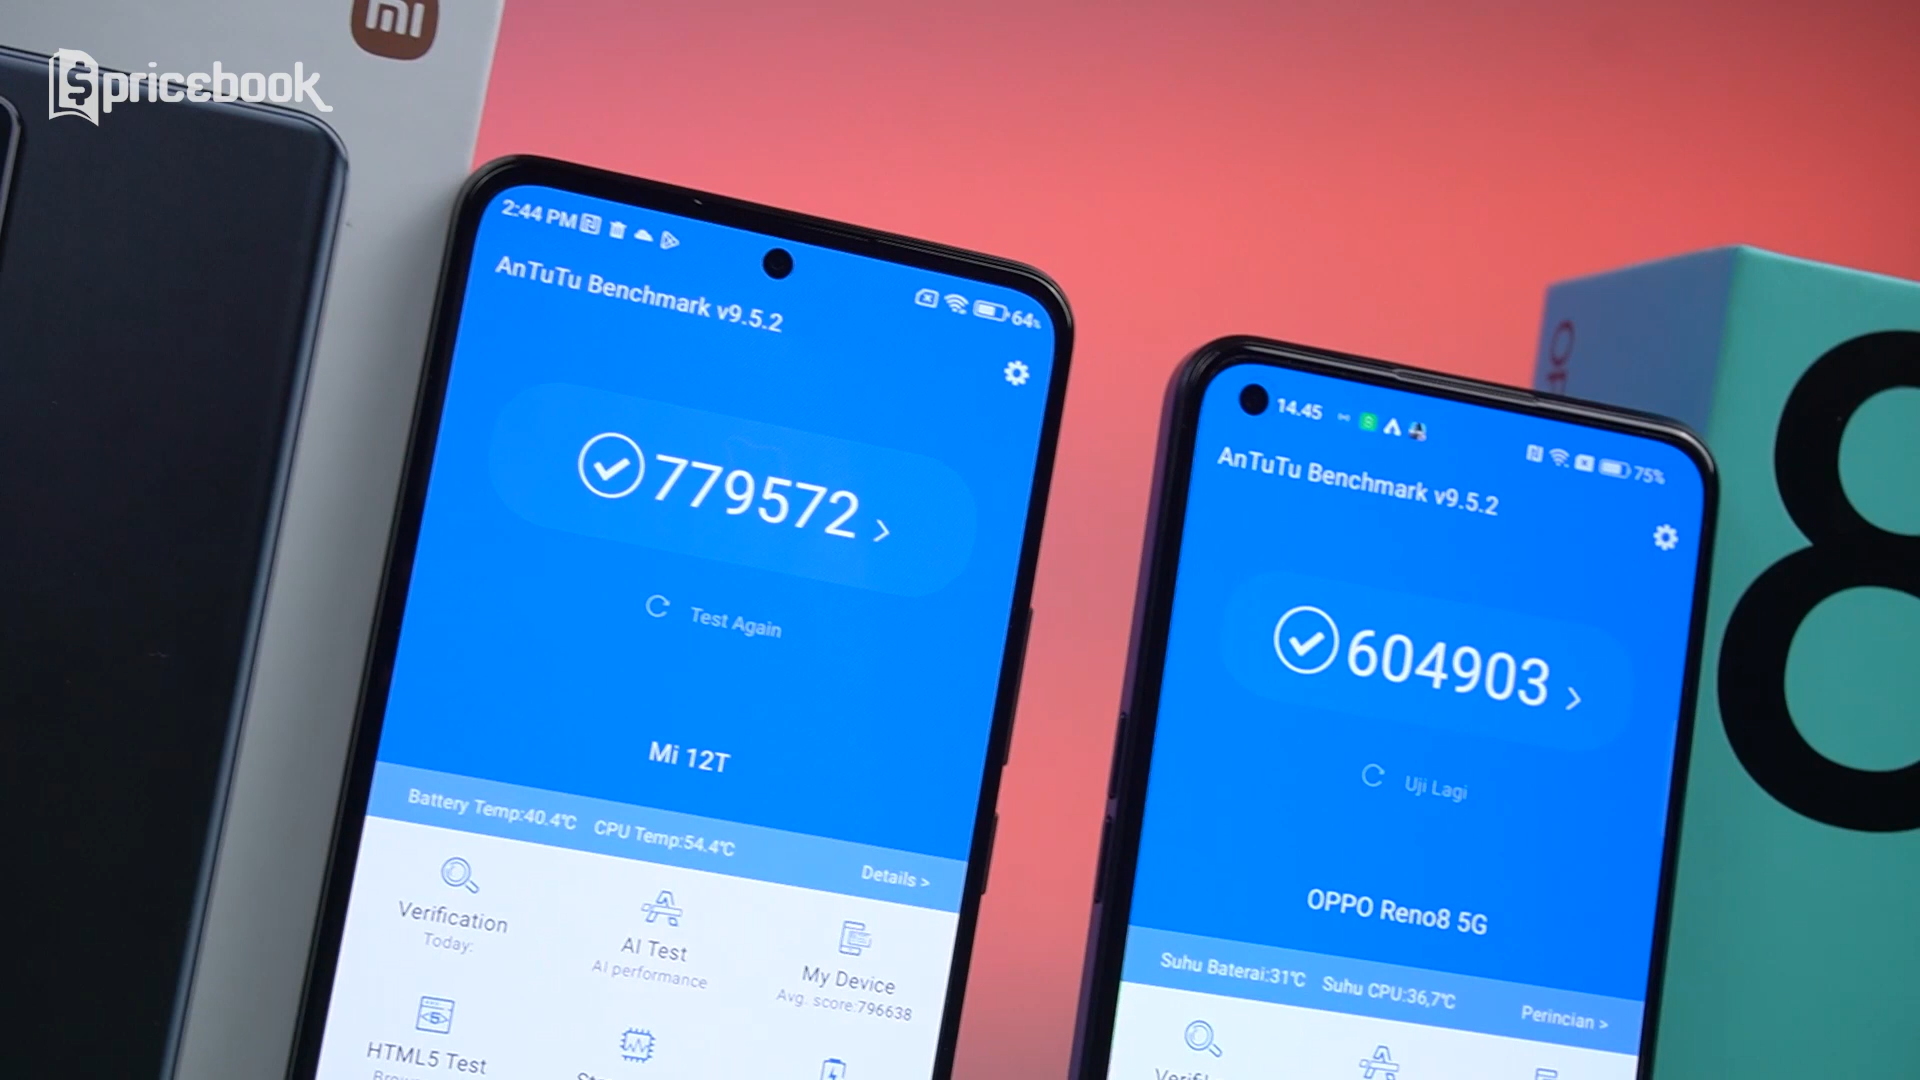 mi
pricebook
2:44 PM
64%
AnTuTu Benchmark v9.5.2
779572 >
Test Again
Mi 12T
Battery Temp:40.4℃ CPU Temp:54.4℃
Details >
Verification
Today:
AI Test
AI performance
My Device
Avg. score:796638
HTML5 Test
14.45
75%
AnTuTu Benchmark v9.5.2
604903 >
Uji Lagi
OPPO Reno8 5G
Suhu Baterai:31℃ Suhu CPU:36,7℃
Perincian >
8